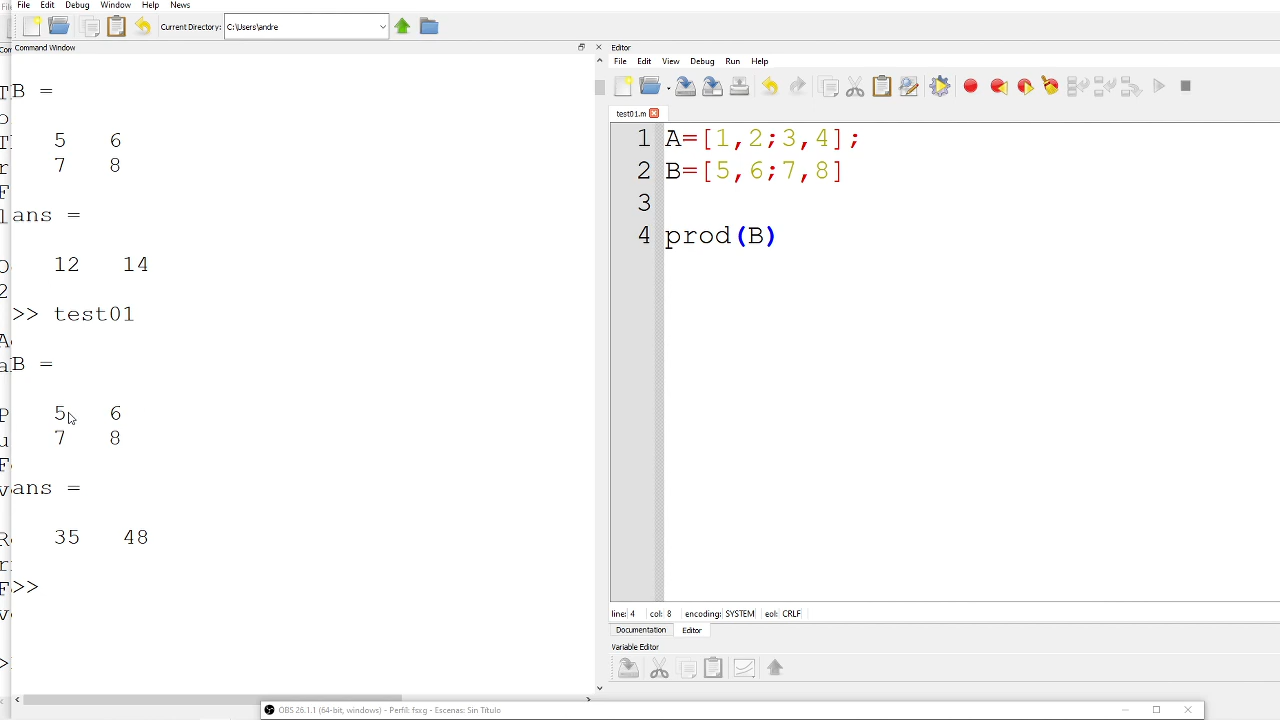 File Edit Debug Window Help News
Current Directory: C:\Users\andre
Command Window
B =
5 6
7 8
ans =
12 14
>> test01
B =
5 6
7 8
ans =
35 48
>>
Editor
File Edit View Debug Run Help
test01.m
1 A=[1,2;3,4];
2 B=[5,6;7,8]
3
4 prod(B)
line: 4 col: 8 encoding: SYSTEM eol: CRLF
Documentation Editor
Variable Editor
OBS 26.1.1 (64-bit, windows) - Perfil: fsxg - Escenas: Sin Título